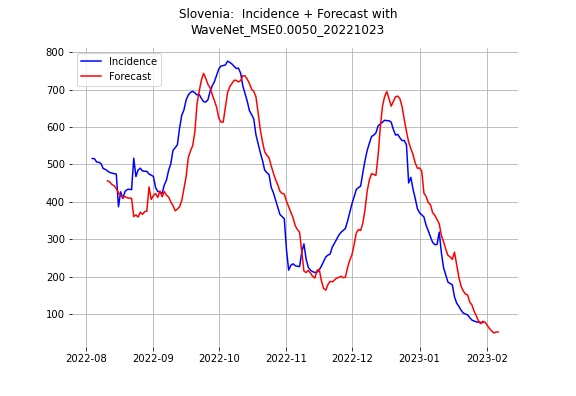 Slovenia:  Incidence + Forecast with
WaveNet_MSE0.0050_20221023
Incidence
Forecast
800
700
600
500
400
300
200
100
2022-08 2022-09 2022-10 2022-11 2022-12 2023-01 2023-02